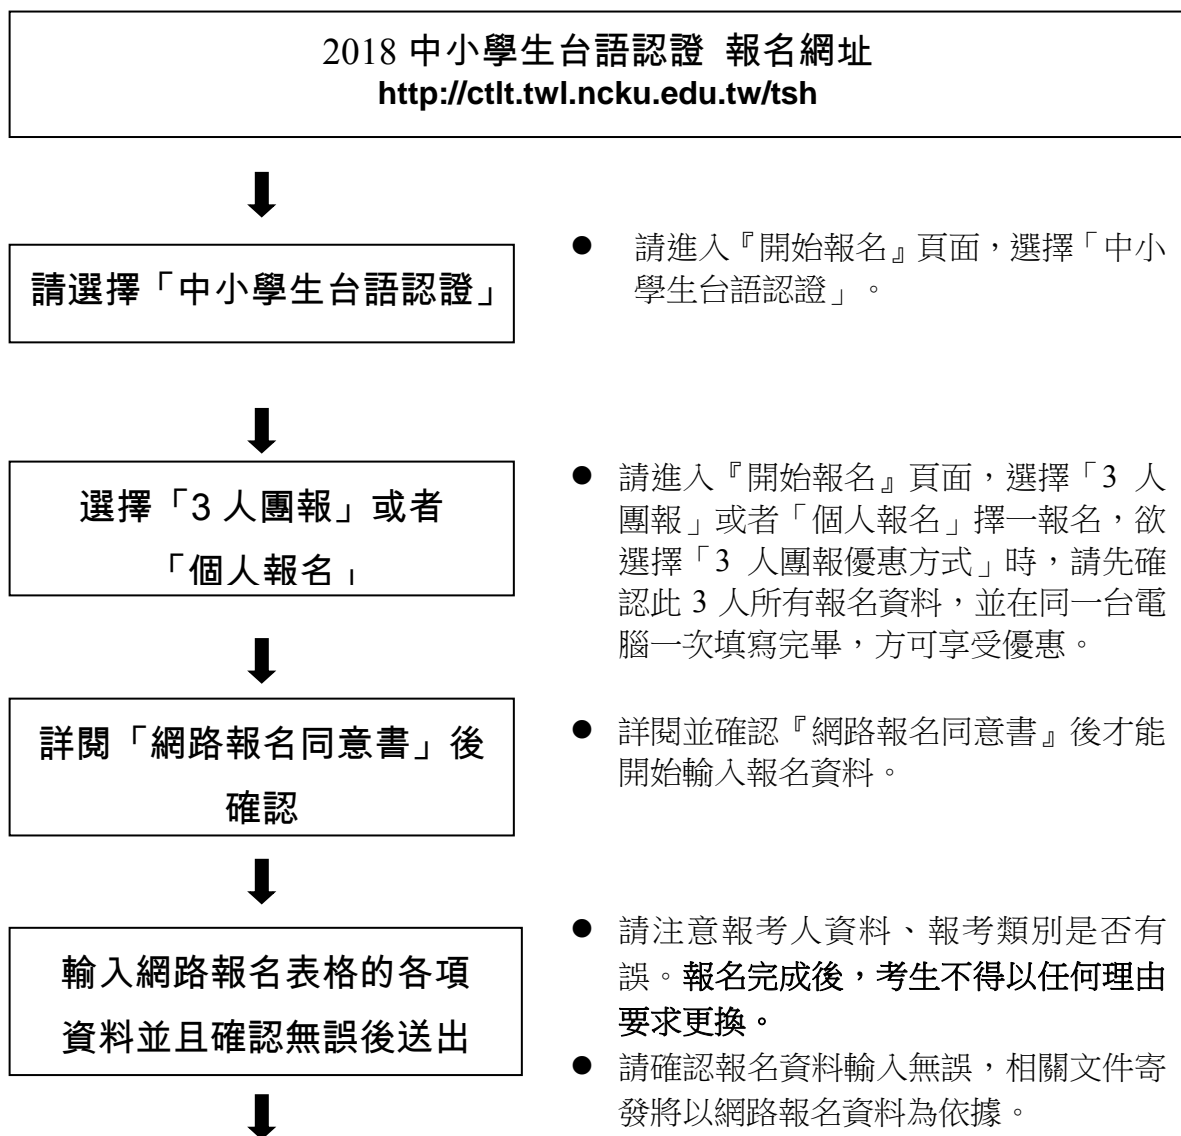 2018 中小學生台語認證 報名網址
http://ctlt.twl.ncku.edu.tw/tsh
請選擇「中小學生台語認證」
● 請進入『開始報名』頁面，選擇「中小
學生台語認證」。
選擇「3 人團報」或者
「個人報名」
● 請進入『開始報名』頁面，選擇「3 人
團報」或者「個人報名」擇一報名，欲
選擇「3 人團報優惠方式」時，請先確
認此 3 人所有報名資料，並在同一台電
腦一次填寫完畢，方可享受優惠。
詳閱「網路報名同意書」後
確認
● 詳閱並確認『網路報名同意書』後才能
開始輸入報名資料。
輸入網路報名表格的各項
資料並且確認無誤後送出
● 請注意報考人資料、報考類別是否有
誤。報名完成後，考生不得以任何理由
要求更換。
● 請確認報名資料輸入無誤，相關文件寄
發將以網路報名資料為依據。